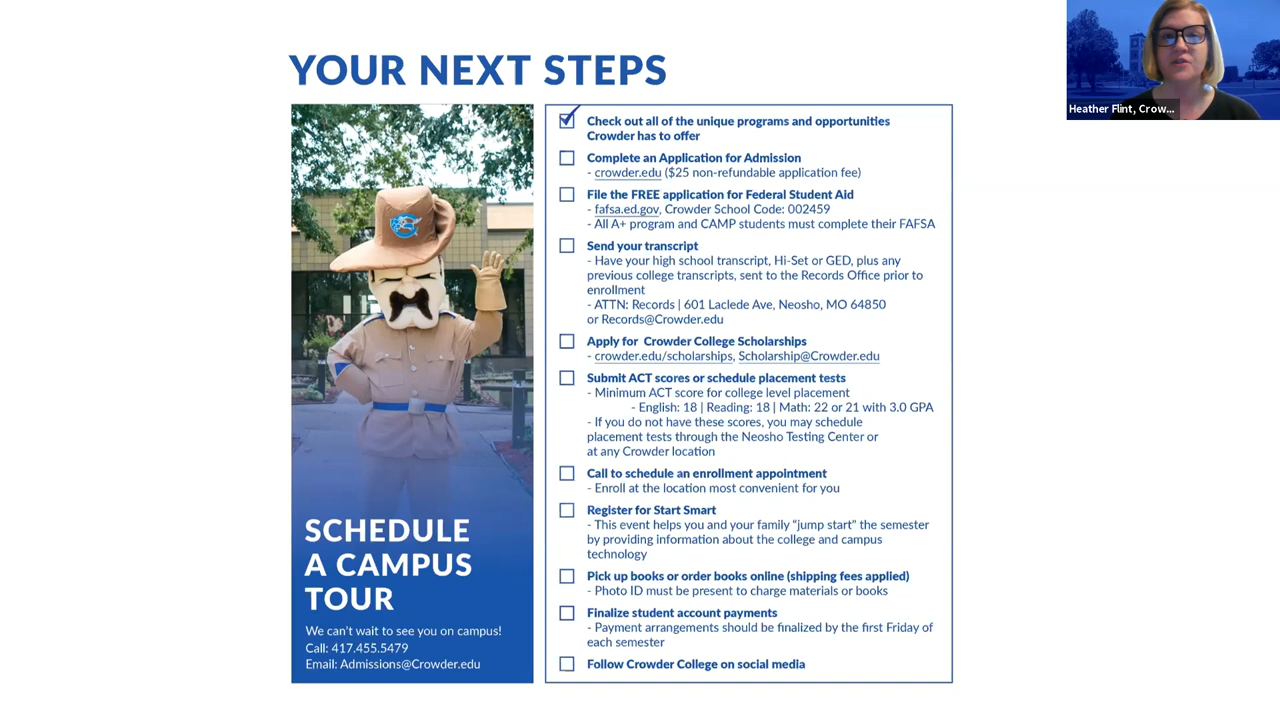 YOUR NEXT STEPS
Heather Flint, Crow...
Check out all of the unique programs and opportunities
Crowder has to offer
Complete an Application for Admission
- crowder.edu ($25 non-refundable application fee)
File the FREE application for Federal Student Aid
- fafsa.ed.gov, Crowder School Code: 002459
- All A+ program and CAMP students must complete their FAFSA
Send your transcript
- Have your high school transcript, Hi-Set or GED, plus any
previous college transcripts, sent to the Records Office prior to
enrollment
- ATTN: Records | 601 Laclede Ave, Neosho, MO 64850
or Records@Crowder.edu
Apply for Crowder College Scholarships
- crowder.edu/scholarships, Scholarship@Crowder.edu
Submit ACT scores or schedule placement tests
- Minimum ACT score for college level placement
- English: 18 | Reading: 18 | Math: 22 or 21 with 3.0 GPA
- If you do not have these scores, you may schedule
placement tests through the Neosho Testing Center or
at any Crowder location
Call to schedule an enrollment appointment
- Enroll at the location most convenient for you
Register for Start Smart
- This event helps you and your family “jump start” the semester
by providing information about the college and campus
technology
Pick up books or order books online (shipping fees applied)
- Photo ID must be present to charge materials or books
Finalize student account payments
- Payment arrangements should be finalized by the first Friday of
each semester
Follow Crowder College on social media
SCHEDULE
A CAMPUS
TOUR
We can't wait to see you on campus!
Call: 417.455.5479
Email: Admissions@Crowder.edu